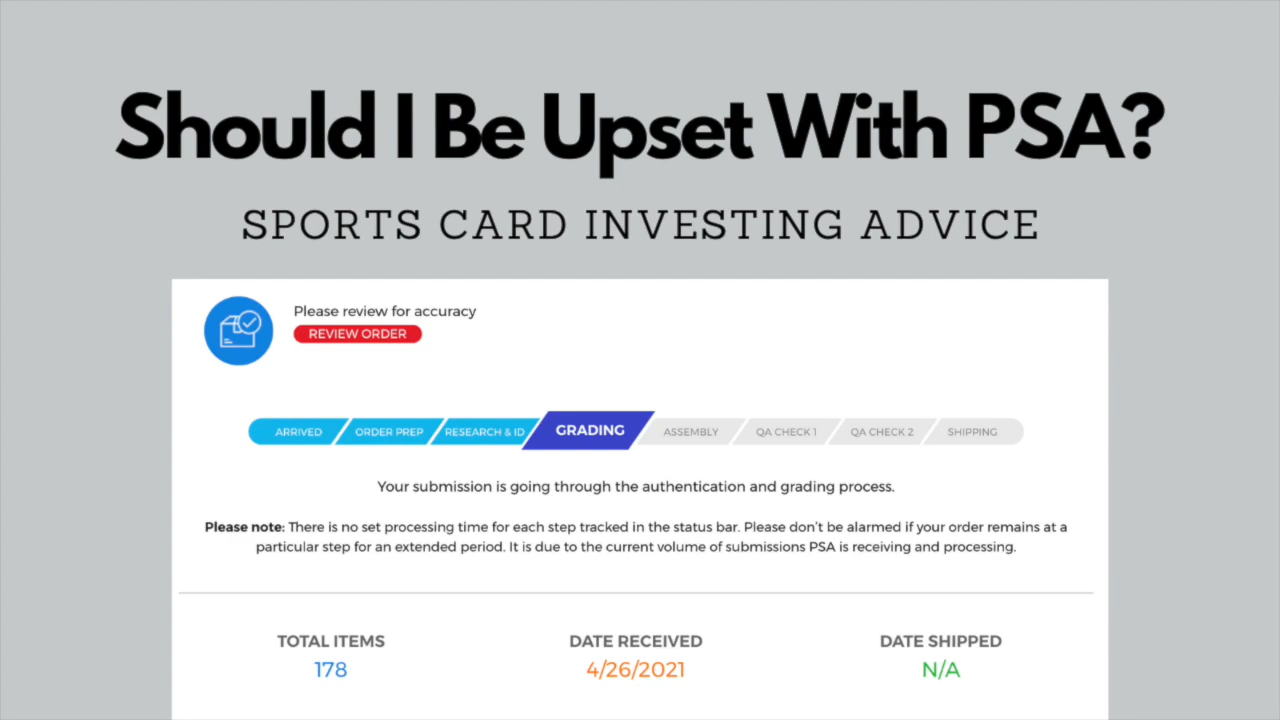 Should I Be Upset With PSA?
SPORTS CARD INVESTING ADVICE
Please review for accuracy
REVIEW ORDER
ARRIVED ORDER PREP RESEARCH & ID GRADING ASSEMBLY QA CHECK 1 QA CHECK 2 SHIPPING
Your submission is going through the authentication and grading process.
Please note: There is no set processing time for each step tracked in the status bar. Please don't be alarmed if your order remains at a
particular step for an extended period. It is due to the current volume of submissions PSA is receiving and processing.
TOTAL ITEMS DATE RECEIVED DATE SHIPPED
178 4/26/2021 N/A